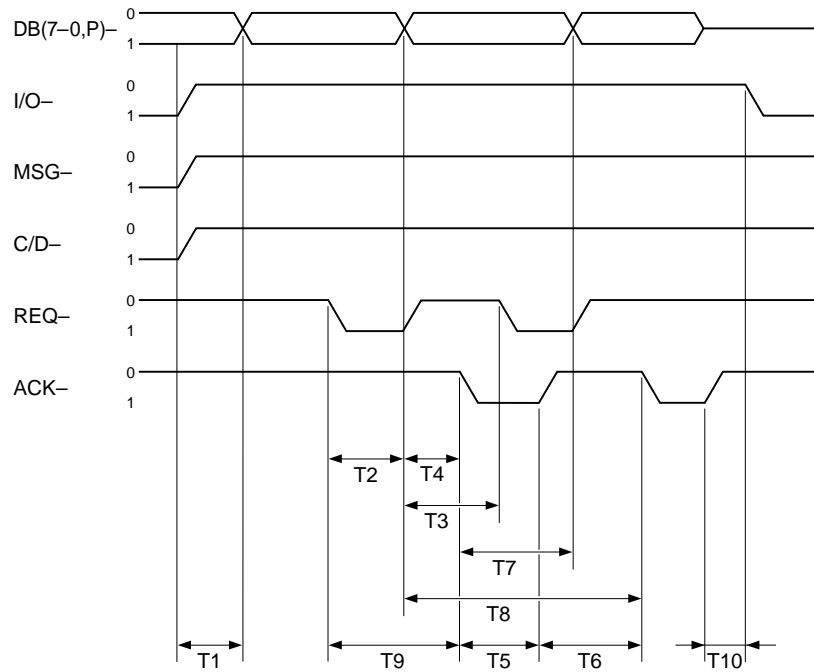 DB(7–0,P)– 0
1
I/O– 0
1
MSG– 0
1
C/D– 0
1
REQ– 0
1
ACK– 0
1
T2 T4
T3
T7
T8
T1 T9 T5 T6 T10